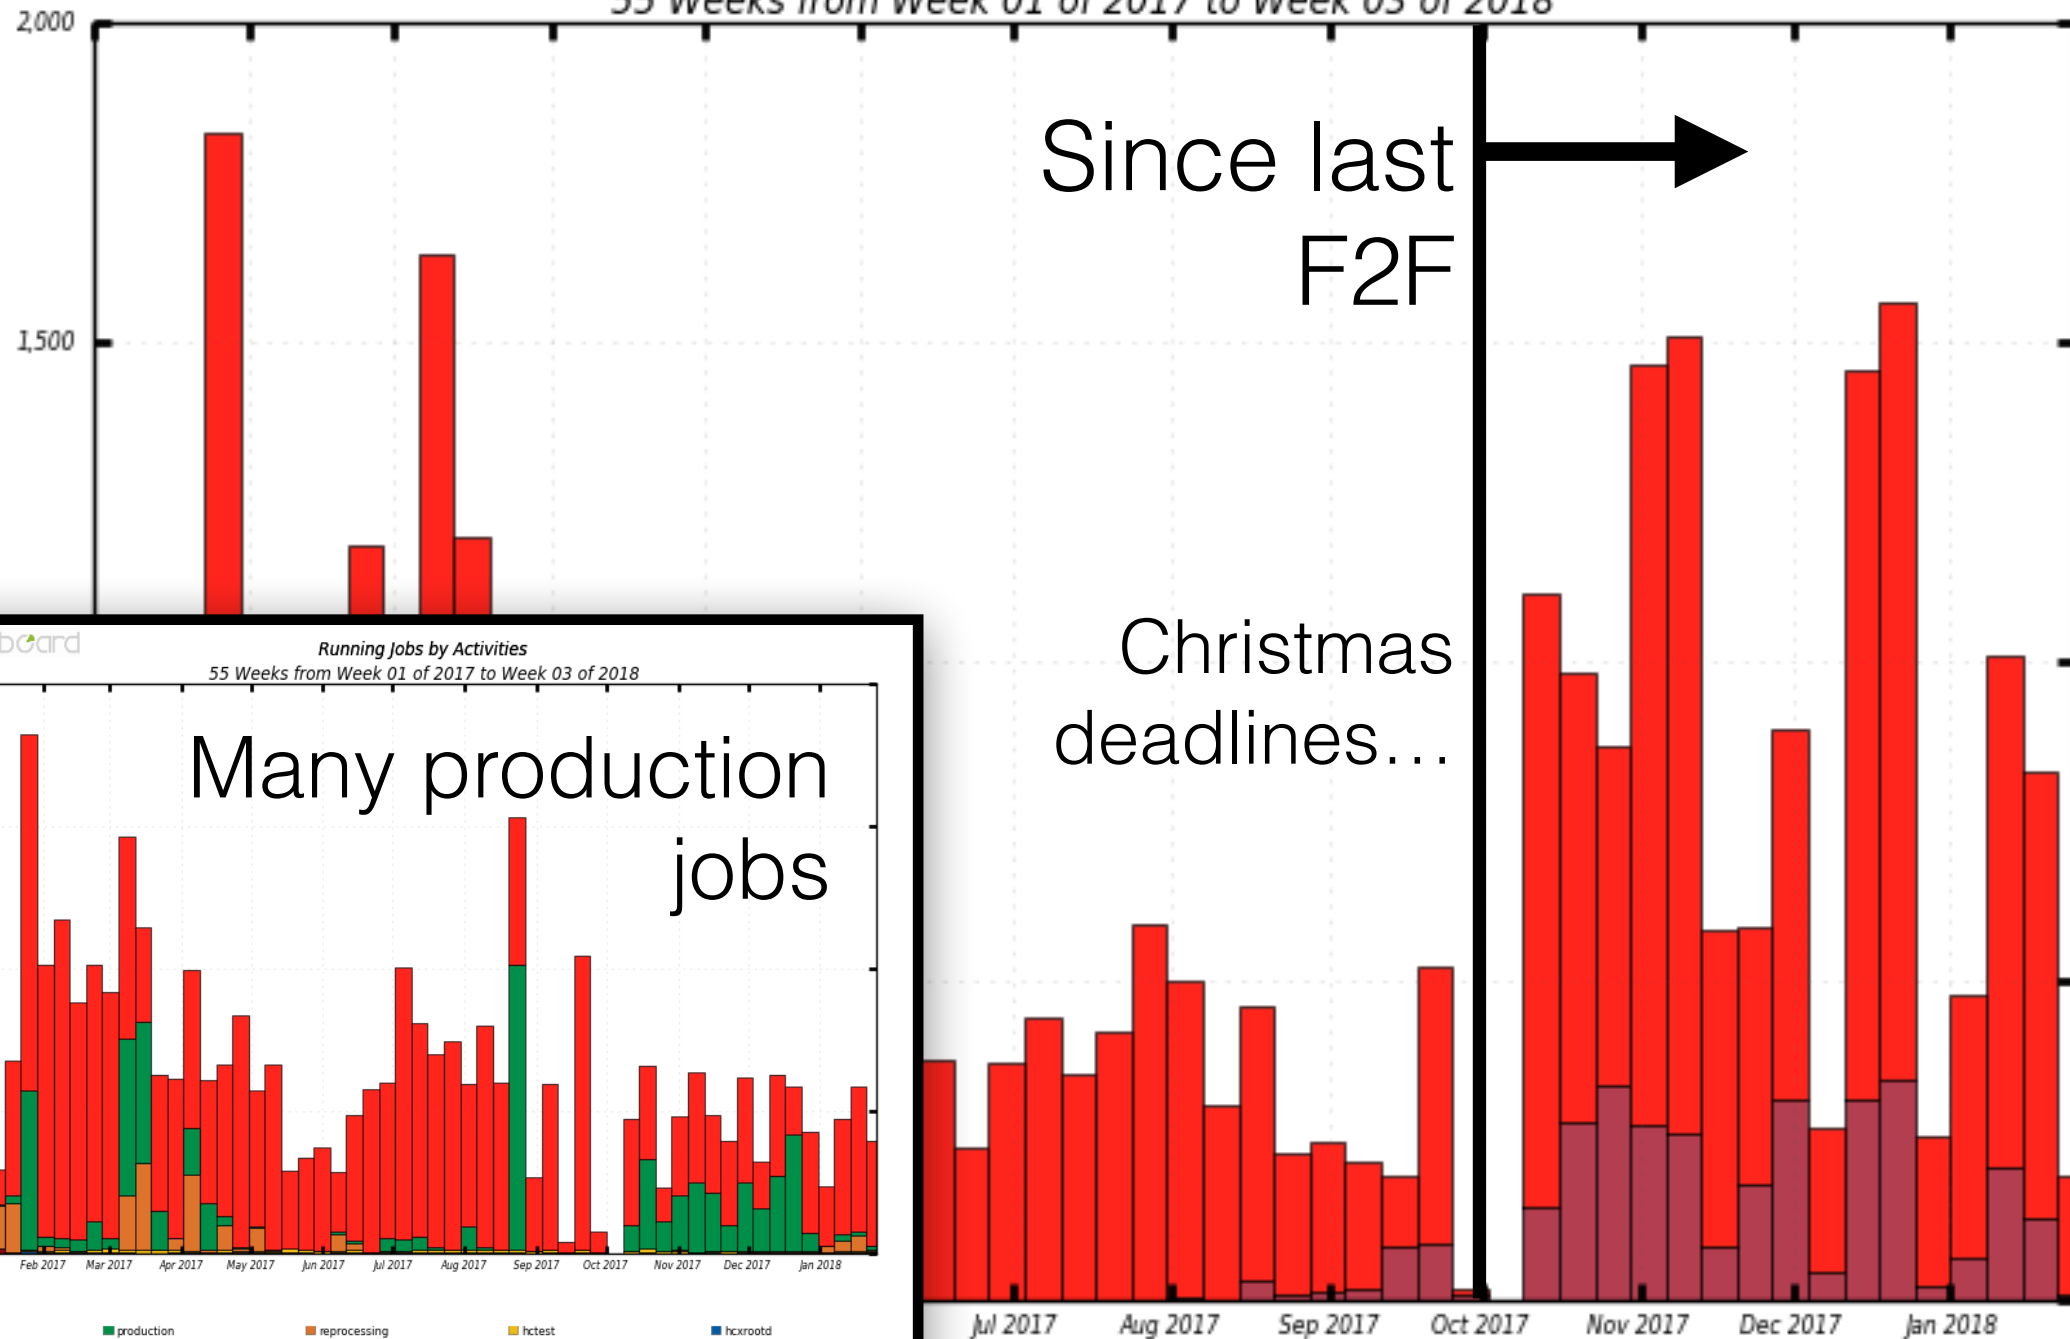 55 Weeks from Week 01 of 2017 to Week 03 of 2018
2,000
Since last
F2F
1,500
Christmas
deadlines...
board
Running Jobs by Activities
55 Weeks from Week 01 of 2017 to Week 03 of 2018
Many production
jobs
Feb 2017 Mar 2017 Apr 2017 May 2017 Jun 2017 Jul 2017 Aug 2017 Sep 2017 Oct 2017 Nov 2017 Dec 2017 Jan 2018
production reprocessing hctest hcxrootd
Jul 2017 Aug 2017 Sep 2017 Oct 2017 Nov 2017 Dec 2017 Jan 2018